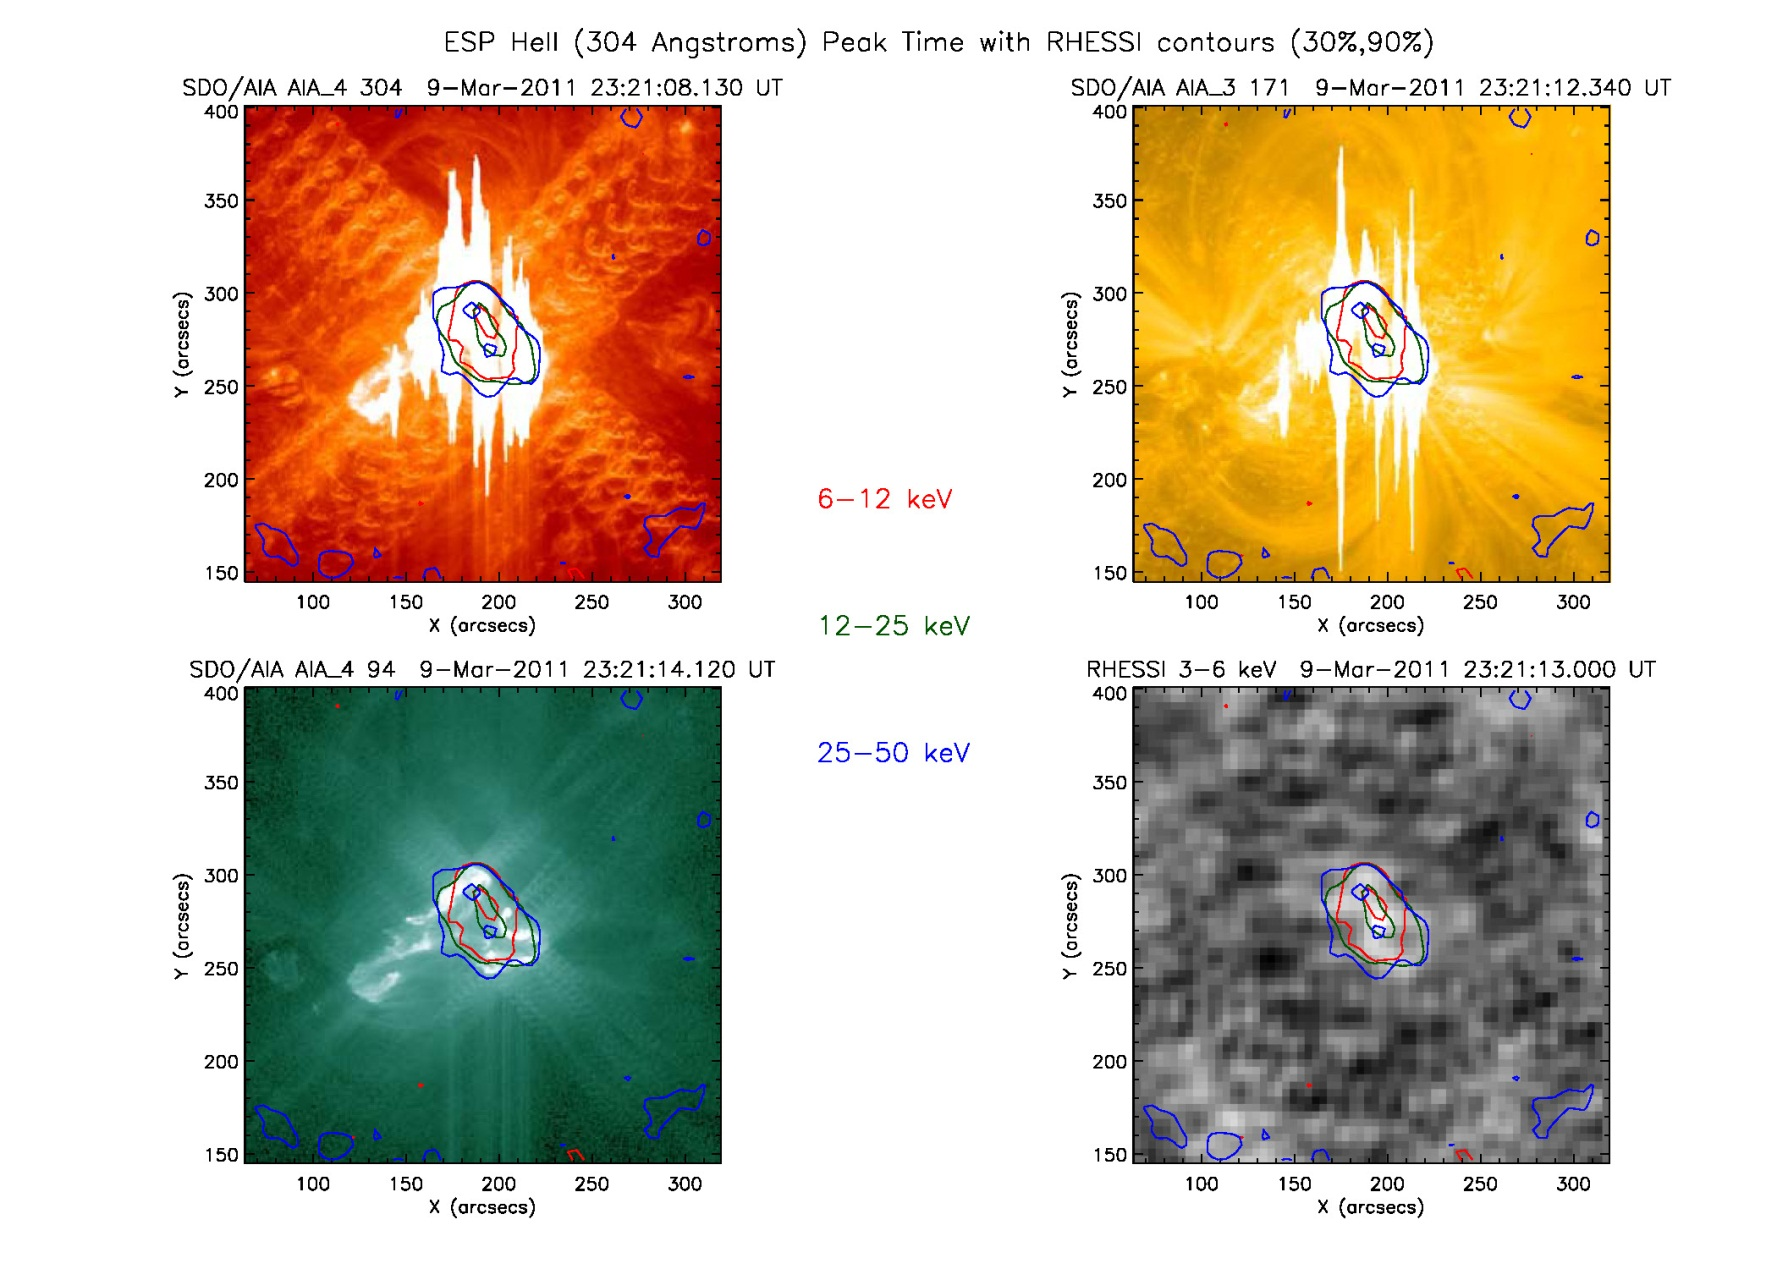 ESP HeII (304 Angstroms) Peak Time with RHESSI contours (30%,90%)
SDO/AIA AIA_4 304 9-Mar-2011 23:21:08.130 UT
400
350
300
250
200
150
Y (arcsecs)
100 150 200 250 300
X (arcsecs)
SDO/AIA AIA_3 171 9-Mar-2011 23:21:12.340 UT
400
350
300
250
200
150
Y (arcsecs)
100 150 200 250 300
X (arcsecs)
6-12 keV
12-25 keV
25-50 keV
SDO/AIA AIA_4 94 9-Mar-2011 23:21:14.120 UT
400
350
300
250
200
150
Y (arcsecs)
100 150 200 250 300
X (arcsecs)
RHESSI 3-6 keV 9-Mar-2011 23:21:13.000 UT
400
350
300
250
200
150
Y (arcsecs)
100 150 200 250 300
X (arcsecs)